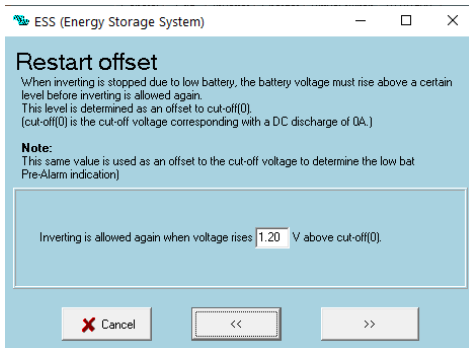 ESS (Energy Storage System)
Restart offset
When inverting is stopped due to low battery, the battery voltage must rise above a certain
level before inverting is allowed again.
This level is determined as an offset to cut-off(0).
(cut-off(0) is the cut-off voltage corresponding with a DC discharge of 0A.)
Note:
This same value is used as an offset to the cut-off voltage to determine the low bat
Pre-Alarm indication)
Inverting is allowed again when voltage rises 1.20 V above cut-off(0).
Cancel << >>